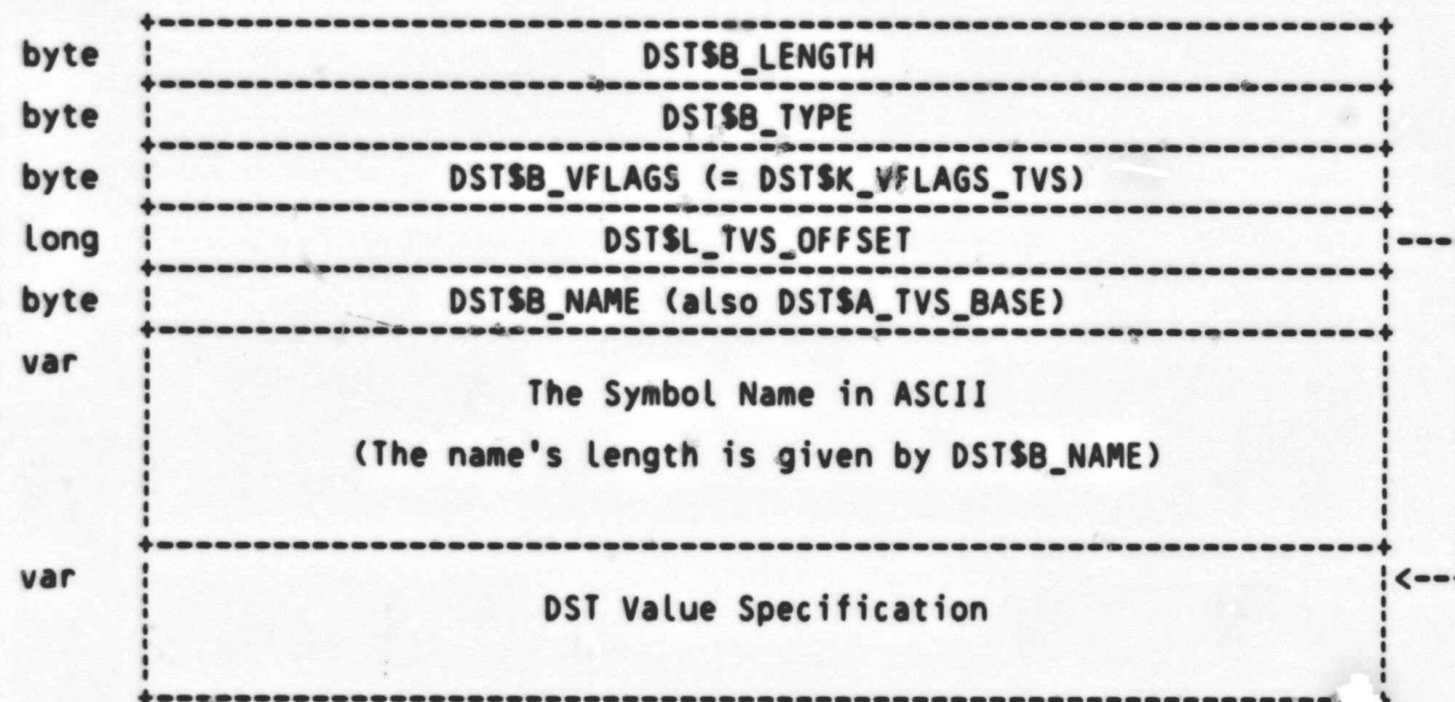 byte DST$B_LENGTH
byte DST$B_TYPE
byte DST$B_VFLAGS (= DST$K_VFLAGS_TVS)
long DST$L_TVS_OFFSET
byte DST$B_NAME (also DST$A_TVS_BASE)
var
The Symbol Name in ASCII
(The name's length is given by DST$B_NAME)
var
DST Value Specification